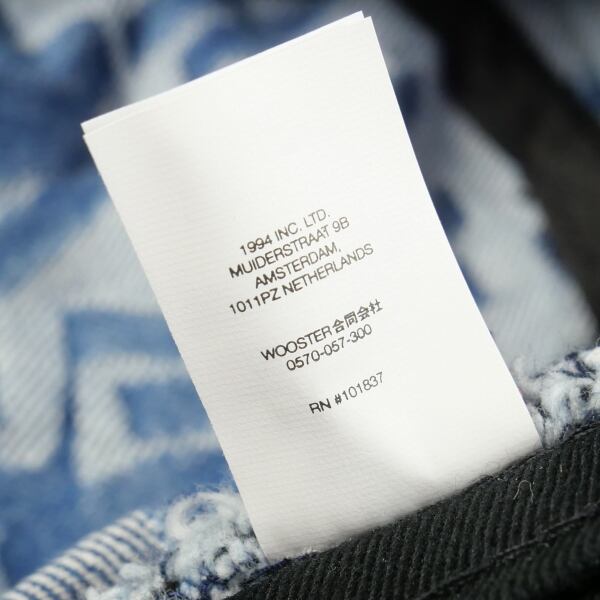 1994 INC. LTD.
MUIDERSTRAAT 9B
AMSTERDAM,
1011PZ NETHERLANDS
WOOSTER合同会社
0570-057-300
RN #101837